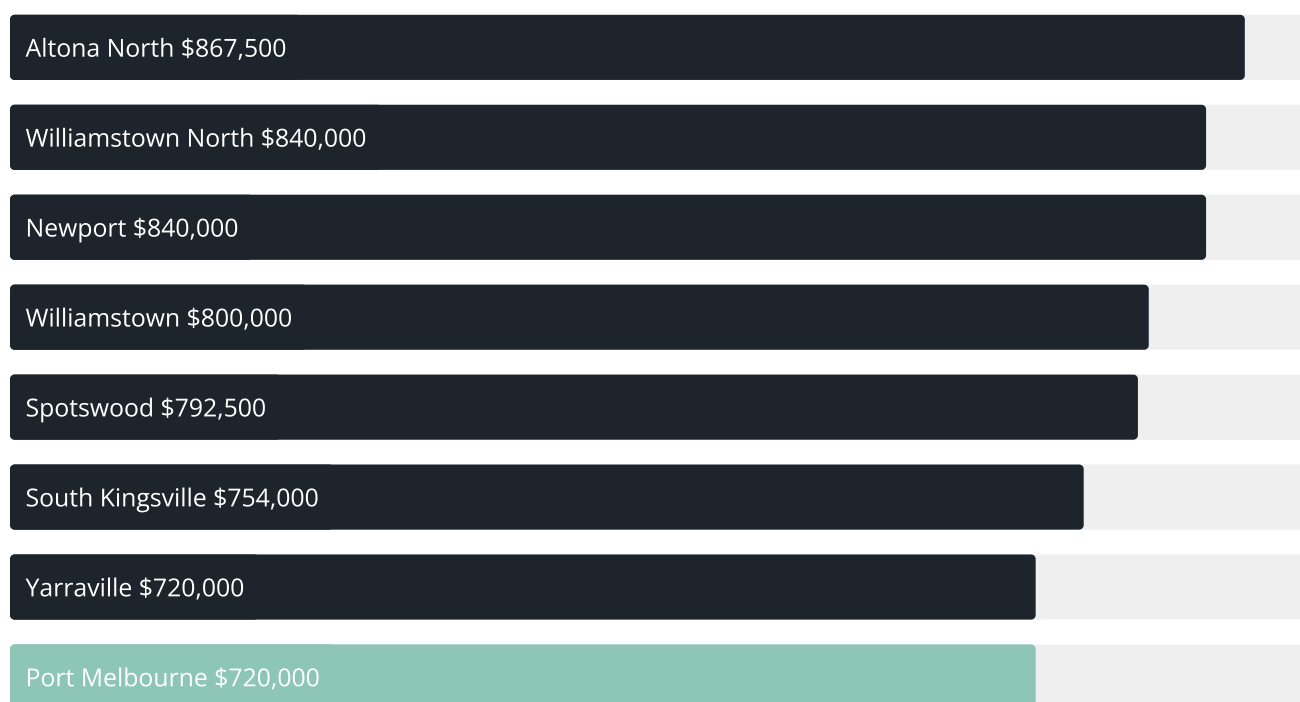 Altona North $867,500
Williamstown North $840,000
Newport $840,000
Williamstown $800,000
Spotswood $792,500
South Kingsville $754,000
Yarraville $720,000
Port Melbourne $720,000